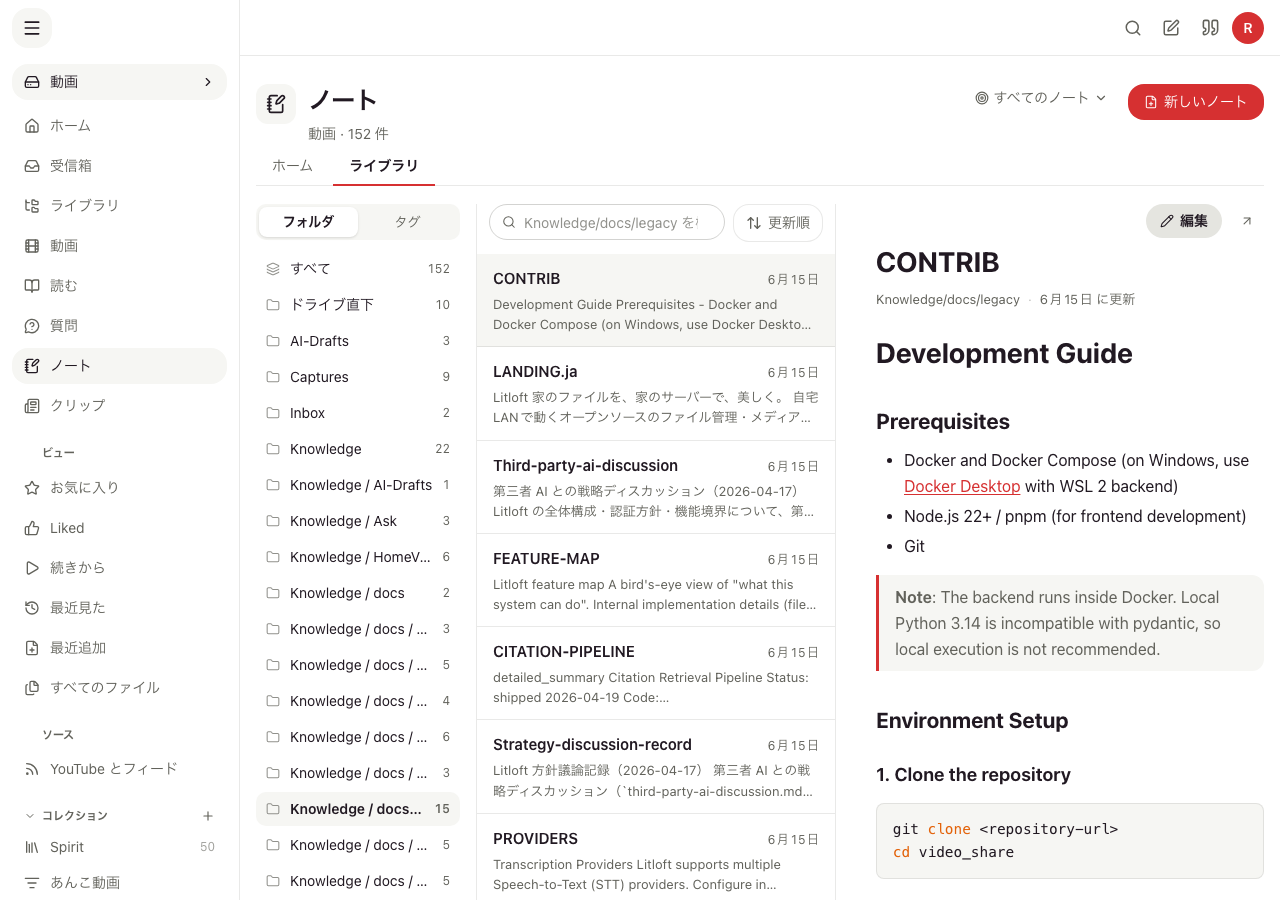 動画
ホーム
受信箱
ライブラリ
動画
読む
質問
ノート
クリップ
ビュー
お気に入り
Liked
続きから
最近見た
最近追加
すべてのファイル
ソース
YouTube とフィード
コレクション
Spirit 50
あんこ動画
R
ノート
動画 · 152 件
すべてのノート
新しいノート
ホーム
ライブラリ
フォルダ
タグ
すべて 152
ドライブ直下 10
AI-Drafts 3
Captures 9
Inbox 2
Knowledge 22
Knowledge / AI-Drafts 1
Knowledge / Ask 3
Knowledge / HomeV... 6
Knowledge / docs 2
Knowledge / docs / ... 3
Knowledge / docs / ... 5
Knowledge / docs / ... 4
Knowledge / docs / ... 6
Knowledge / docs / ... 3
Knowledge / docs... 15
Knowledge / docs / ... 5
Knowledge / docs / ... 5
Knowledge/docs/legacy を
更新順
CONTRIB 6月15日
Development Guide Prerequisites - Docker and
Docker Compose (on Windows, use Docker Deskto...
LANDING.ja 6月15日
Litloft 家のファイルを、家のサーバーで、美しく。 自宅
LAN で動くオープンソースのファイル管理・メディア...
Third-party-ai-discussion 6月15日
第三者 AI との戦略ディスカッション（2026-04-17）
Litloft の全体構成・認証方針・機能境界について、第...
FEATURE-MAP 6月15日
Litloft feature map A bird's-eye view of "what this
system can do". Internal implementation details (file...
CITATION-PIPELINE 6月15日
detailed_summary Citation Retrieval Pipeline Status:
shipped 2026-04-19 Code:...
Strategy-discussion-record 6月15日
Litloft 方針議論記録（2026-04-17） 第三者 AI との戦
略ディスカッション（`third-party-ai-discussion.md...
PROVIDERS 6月15日
Transcription Providers Litloft supports multiple
Speech-to-Text (STT) providers. Configure in...
編集
CONTRIB
Knowledge/docs/legacy · 6月15日 に更新
Development Guide
Prerequisites
• Docker and Docker Compose (on Windows, use
Docker Desktop with WSL 2 backend)
• Node.js 22+ / pnpm (for frontend development)
• Git
Note: The backend runs inside Docker. Local
Python 3.14 is incompatible with pydantic, so
local execution is not recommended.
Environment Setup
1. Clone the repository
git clone <repository-url>
cd video_share